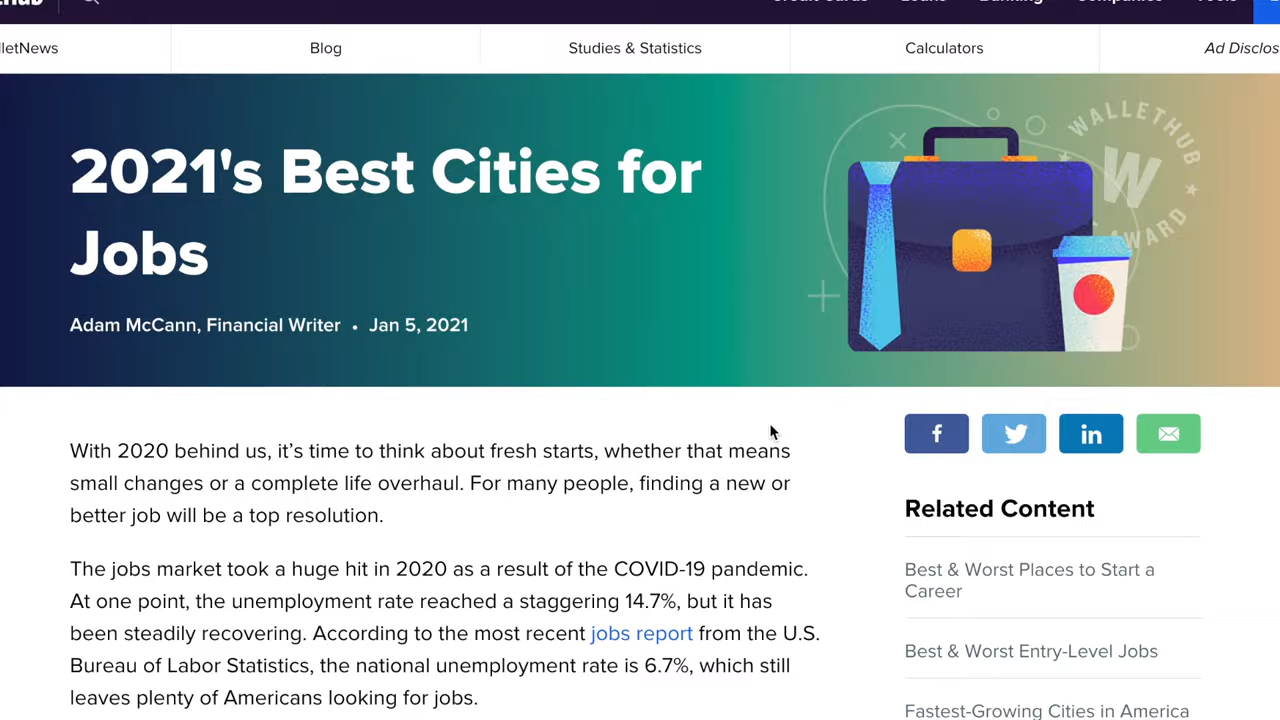 Blog
Studies & Statistics
Calculators
2021's Best Cities for
Jobs
WALLETHUB
W
AWARD
Adam McCann, Financial Writer • Jan 5, 2021
With 2020 behind us, it’s time to think about fresh starts, whether that means
small changes or a complete life overhaul. For many people, finding a new or
better job will be a top resolution.
The jobs market took a huge hit in 2020 as a result of the COVID-19 pandemic.
At one point, the unemployment rate reached a staggering 14.7%, but it has
been steadily recovering. According to the most recent jobs report from the U.S.
Bureau of Labor Statistics, the national unemployment rate is 6.7%, which still
leaves plenty of Americans looking for jobs.
f
in
Related Content
Best & Worst Places to Start a
Career
Best & Worst Entry-Level Jobs
Fastest-Growing Cities in America